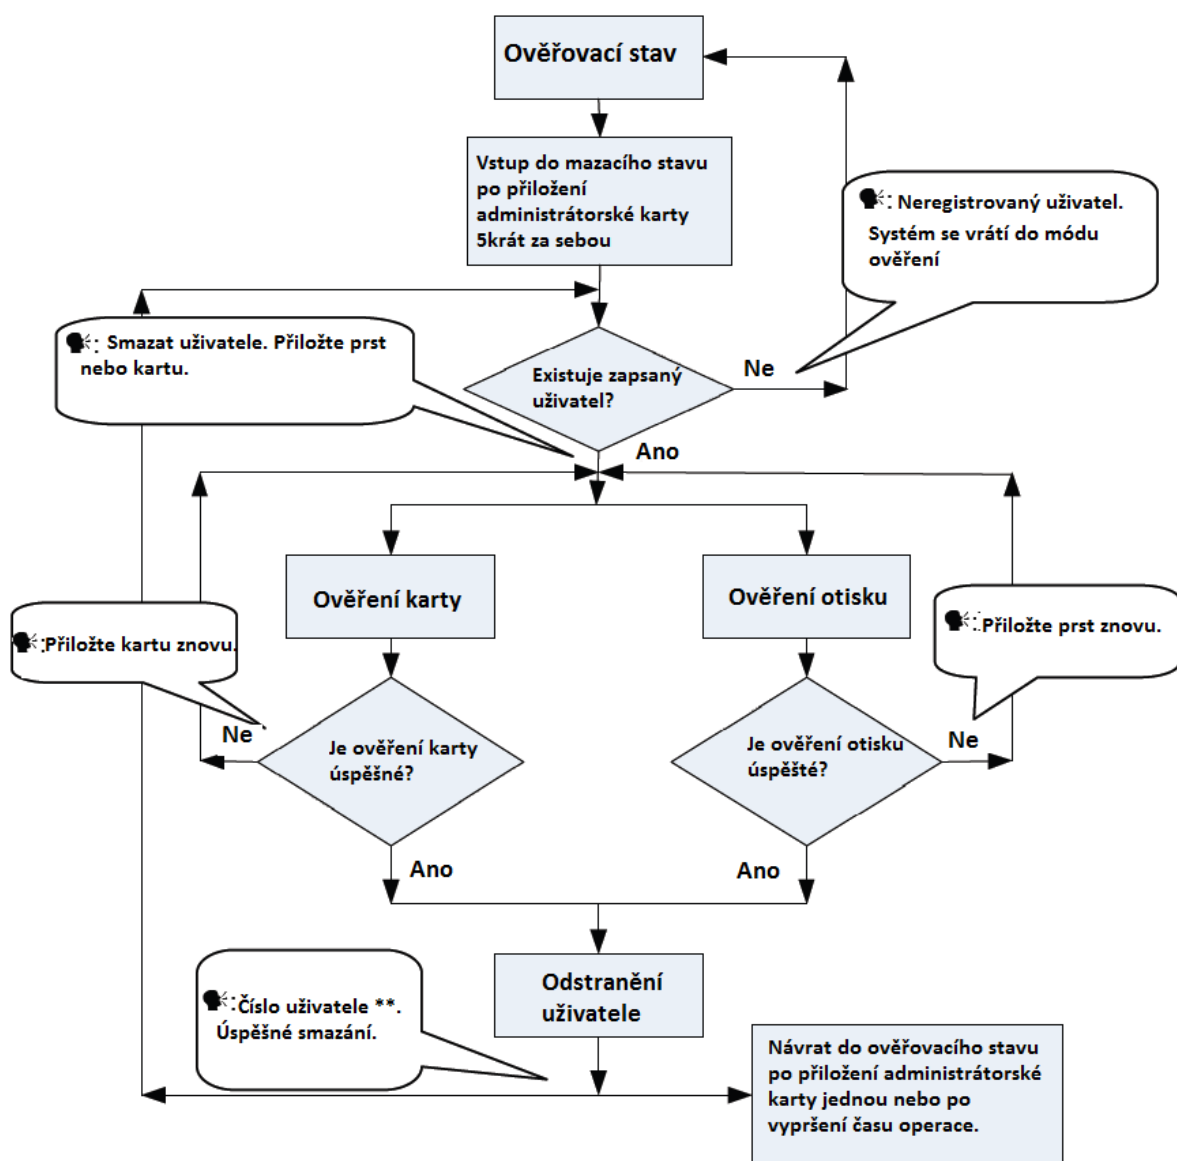 Ověřovací stav
Vstup do mazacího stavu
po přiložení
administrátorské karty
5krát za sebou
: Neregistrovaný uživatel.
Systém se vrátí do módu
ověření
: Smazat uživatele. Přiložte prst
nebo kartu.
Existuje zapsaný
uživatel?
Ne
Ano
Ověření karty
Ověření otisku
:Přiložte kartu znovu.
:Přiložte prst znovu.
Ne
Je ověření karty
úspěšné?
Je ověření otisku
úspěště?
Ne
Ano
Ano
Odstranění
uživatele
:Číslo uživatele **.
Úspěšné smazání.
Návrat do ověřovacího stavu
po přiložení administrátorské
karty jednou nebo po
vypršení času operace.